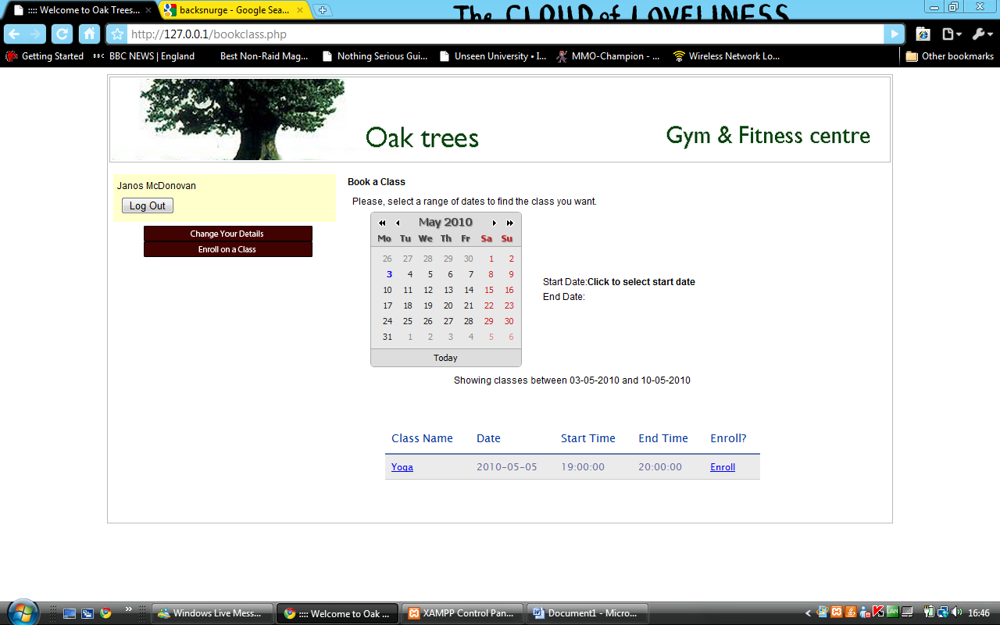 :::: Welcome to Oak Trees... backsnurge - Google Sea... The CLOUD of LOVELINESS
http://127.0.0.1/bookclass.php
Getting Started BBC BBC NEWS | England Best Non-Raid Mag... Nothing Serious Gui... Unseen University • I... MMO-Champion - ... Wireless Network Lo... Other bookmarks
Oak trees Gym & Fitness centre
Janos McDonovan
Log Out
Change Your Details
Enroll on a Class
Book a Class
Please, select a range of dates to find the class you want.
May 2010
Mo Tu We Th Fr Sa Su
26 27 28 29 30 1 2
3 4 5 6 7 8 9
10 11 12 13 14 15 16
17 18 19 20 21 22 23
24 25 26 27 28 29 30
31 1 2 3 4 5 6
Today
Start Date:Click to select start date
End Date:
Showing classes between 03-05-2010 and 10-05-2010
Class Name Date Start Time End Time Enroll?
Yoga 2010-05-05 19:00:00 20:00:00 Enroll
Windows Live Mess... :::: Welcome to Oak ... XAMPP Control Pan... Document1 - Micro... 16:46